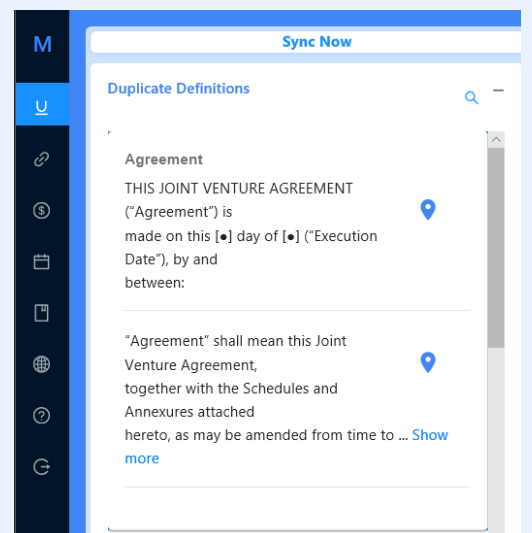 M
Sync Now
Duplicate Definitions
U
Agreement
THIS JOINT VENTURE AGREEMENT
(“Agreement”) is
made on this [●] day of [●] (“Execution
Date”), by and
between:
“Agreement” shall mean this Joint
Venture Agreement,
together with the Schedules and
Annexures attached
hereto, as may be amended from time to ... Show
more